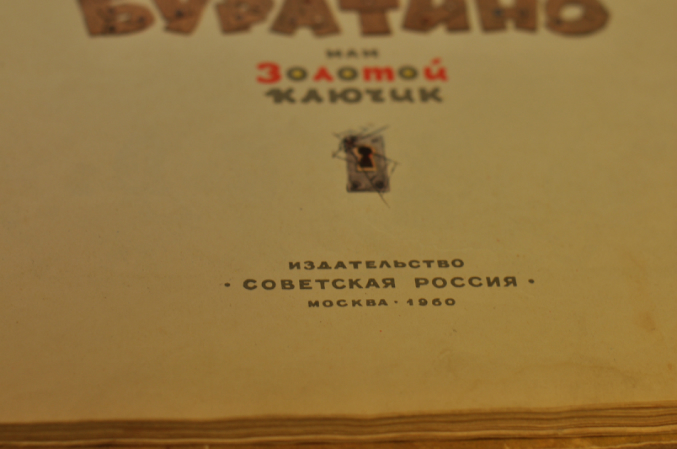 БУРАТИНО
ИЛИ
Золотой
КЛЮЧИК
ИЗДАТЕЛЬСТВО
· СОВЕТСКАЯ РОССИЯ ·
МОСКВА · 1960